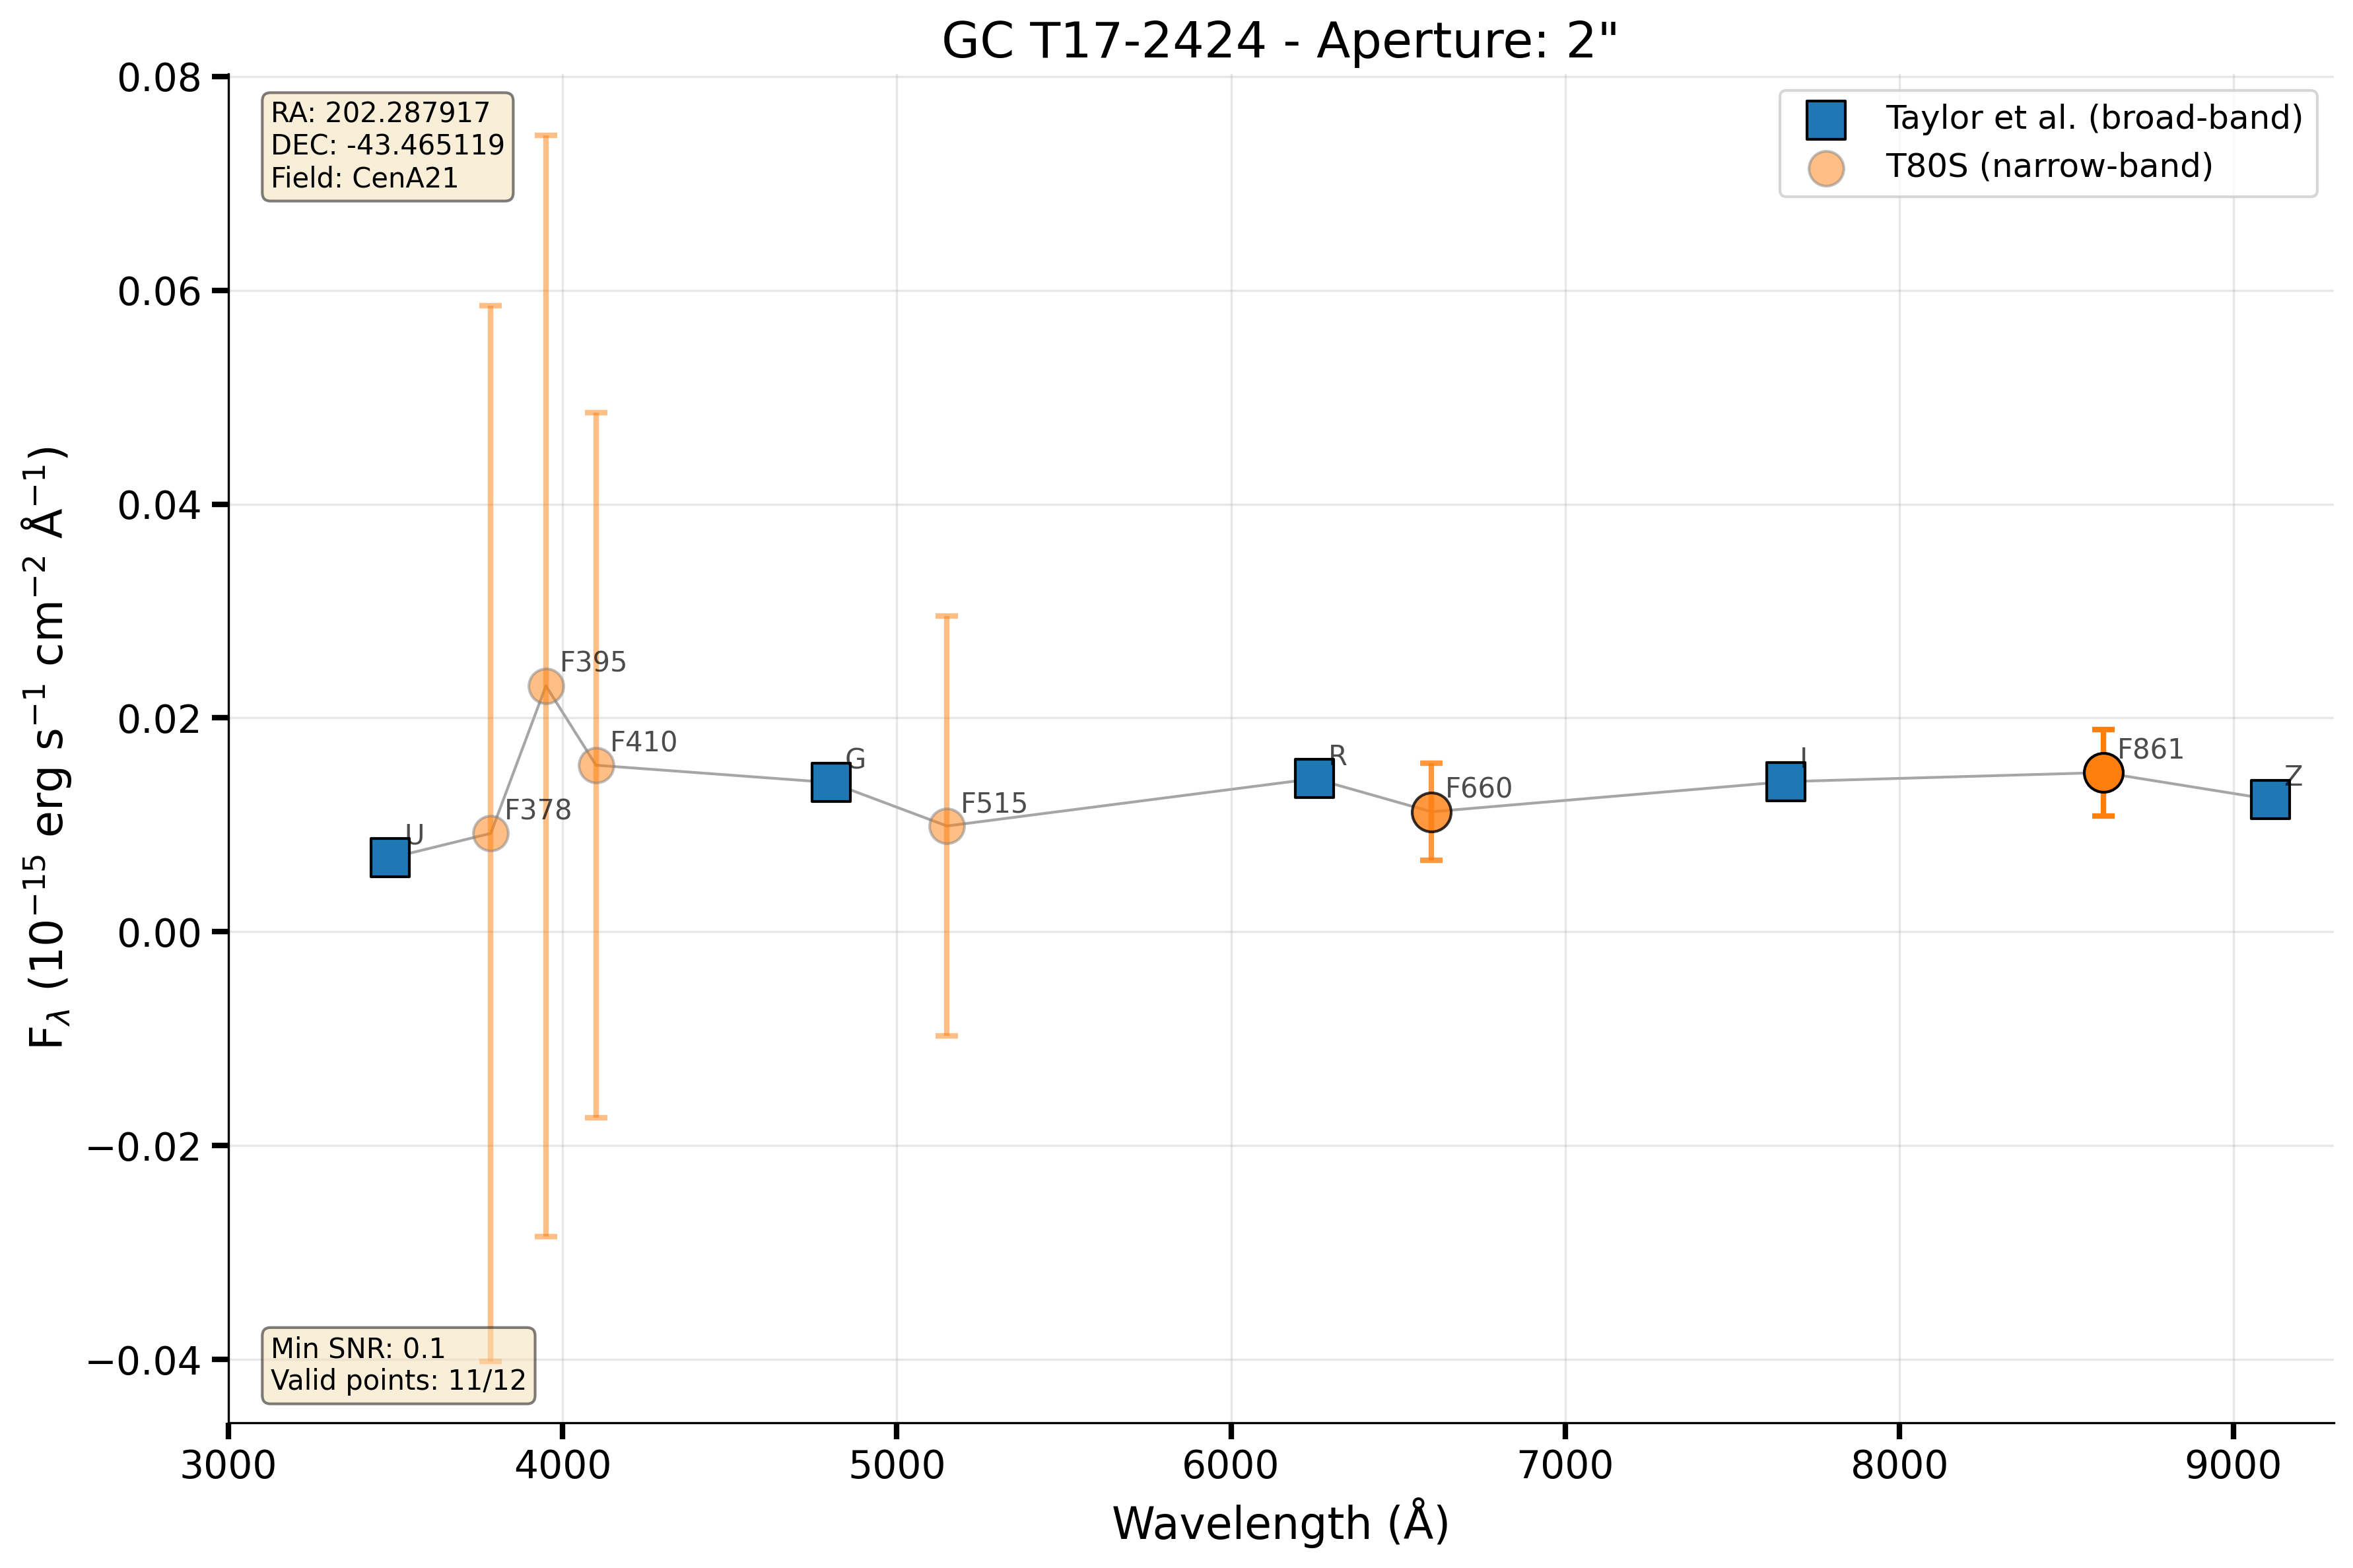 GC T17-2424 - Aperture: 2"
RA: 202.287917
DEC: -43.465119
Field: CenA21
Taylor et al. (broad-band)
T80S (narrow-band)
0.08
0.06
0.04
0.02
0.00
−0.02
−0.04
F$_{λ}$ (10$^{−15}$ erg s$^{−1}$ cm$^{−2}$ Å$^{−1}$)
U
F378
F395
F410
G
F515
R
F660
I
F861
Z
Min SNR: 0.1
Valid points: 11/12
3000 4000 5000 6000 7000 8000 9000
Wavelength (Å)